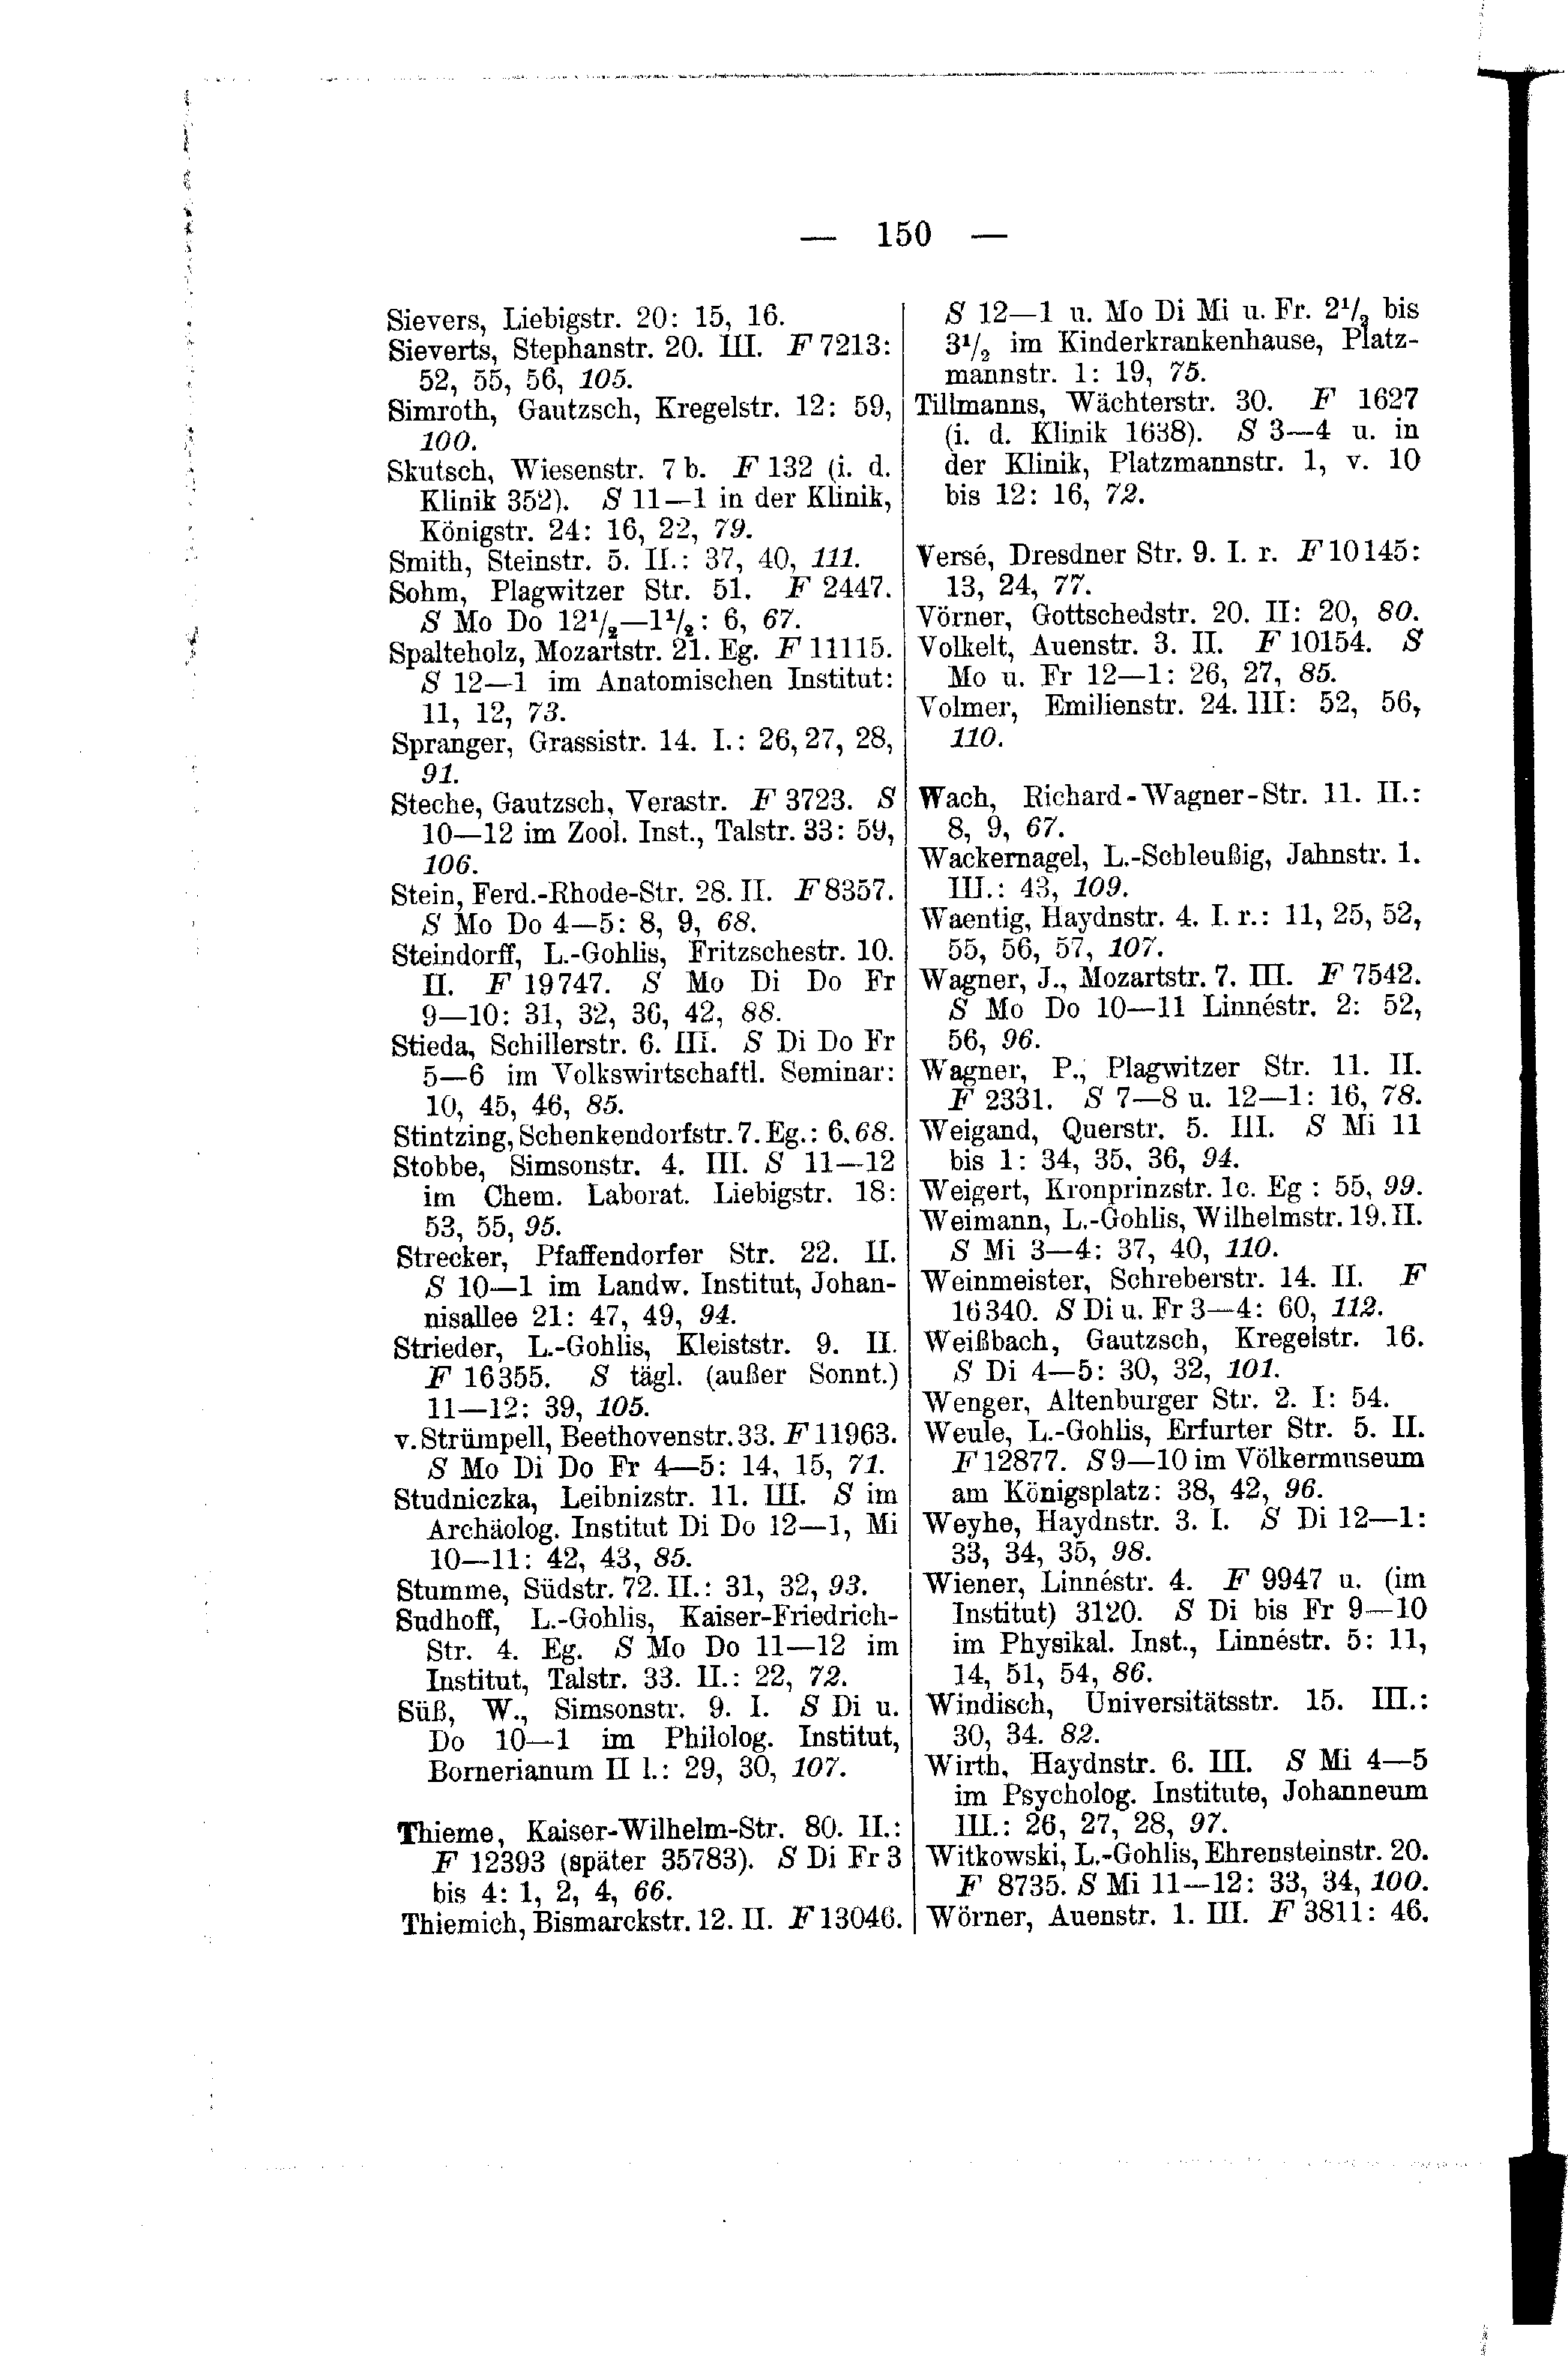 — 150 —
Sievers, Liebigstr. 20: 15, 16.
Sieverts, Stephanstr. 20. III. F 7213:
52, 55, 56, 105.
Simroth, Gautzsch, Kregelstr. 12: 59,
100.
Skutsch, Wiesenstr. 7 b. F 132 (i. d.
Klinik 352). S 11—1 in der Klinik,
Königstr. 24: 16, 22, 79.
Smith, Steinstr. 5. II.: 37, 40, 111.
Sohm, Plagwitzer Str. 51. F 2447.
S Mo Do 12¹/₂—1¹/₂: 6, 67.
Spalteholz, Mozartstr. 21. Eg. F 11115.
S 12—1 im Anatomischen Institut:
11, 12, 73.
Spranger, Grassistr. 14. I.: 26, 27, 28,
91.
Steche, Gautzsch, Verastr. F 3723. S
10—12 im Zool. Inst., Talstr. 33: 59,
106.
Stein, Ferd.-Rhode-Str. 28. II. F 8357.
S Mo Do 4—5: 8, 9, 68.
Steindorff, L.-Gohlis, Fritzschestr. 10.
II. F 19747. S Mo Di Do Fr
9—10: 31, 32, 36, 42, 88.
Stieda, Schillerstr. 6. III. S Di Do Fr
5—6 im Volkswirtschaftl. Seminar:
10, 45, 46, 85.
Stintzing, Schenkendorfstr. 7. Eg.: 6, 68.
Stobbe, Simsonstr. 4. III. S 11—12
im Chem. Laborat. Liebigstr. 18:
53, 55, 95.
Strecker, Pfaffendorfer Str. 22. II.
S 10—1 im Landw. Institut, Johan-
nisallee 21: 47, 49, 94.
Strieder, L.-Gohlis, Kleiststr. 9. II.
F 16355. S tägl. (außer Sonnt.)
11—12: 39, 105.
v. Strümpell, Beethovenstr. 33. F 11963.
S Mo Di Do Fr 4—5: 14, 15, 71.
Studniczka, Leibnizstr. 11. III. S im
Archäolog. Institut Di Do 12—1, Mi
10—11: 42, 43, 85.
Stumme, Südstr. 72. II.: 31, 32, 93.
Sudhoff, L.-Gohlis, Kaiser-Friedrich-
Str. 4. Eg. S Mo Do 11—12 im
Institut, Talstr. 33. II.: 22, 72.
Süß, W., Simsonstr. 9. I. S Di u.
Do 10—1 im Philolog. Institut,
Bornerianum II l.: 29, 30, 107.
Thieme, Kaiser-Wilhelm-Str. 80. II.:
F 12393 (später 35783). S Di Fr 3
bis 4: 1, 2, 4, 66.
Thiemich, Bismarckstr. 12. II. F 13046.
S 12—1 u. Mo Di Mi u. Fr. 2¹/₂ bis
3¹/₂ im Kinderkrankenhause, Platz-
mannstr. 1: 19, 75.
Tillmanns, Wächterstr. 30. F 1627
(i. d. Klinik 1638). S 3—4 u. in
der Klinik, Platzmannstr. 1, v. 10
bis 12: 16, 72.
Versé, Dresdner Str. 9. I. r. F 10145:
13, 24, 77.
Vörner, Gottschedstr. 20. II: 20, 80.
Volkelt, Auenstr. 3. II. F 10154. S
Mo u. Fr 12—1: 26, 27, 85.
Volmer, Emilienstr. 24. III: 52, 56,
110.
Wach, Richard-Wagner-Str. 11. II.:
8, 9, 67.
Wackernagel, L.-Schleußig, Jahnstr. 1.
III.: 43, 109.
Waentig, Haydnstr. 4. I. r.: 11, 25, 52,
55, 56, 57, 107.
Wagner, J., Mozartstr. 7. III. F 7542.
S Mo Do 10—11 Linnéstr. 2: 52,
56, 96.
Wagner, P., Plagwitzer Str. 11. II.
F 2331. S 7—8 u. 12—1: 16, 78.
Weigand, Querstr. 5. III. S Mi 11
bis 1: 34, 35, 36, 94.
Weigert, Kronprinzstr. 1c. Eg : 55, 99.
Weimann, L.-Gohlis, Wilhelmstr. 19. II.
S Mi 3—4: 37, 40, 110.
Weinmeister, Schreberstr. 14. II. F
16340. S Di u. Fr 3—4: 60, 112.
Weißbach, Gautzsch, Kregelstr. 16.
S Di 4—5: 30, 32, 101.
Wenger, Altenburger Str. 2. I: 54.
Weule, L.-Gohlis, Erfurter Str. 5. II.
F 12877. S 9—10 im Völkermuseum
am Königsplatz: 38, 42, 96.
Weyhe, Haydnstr. 3. I. S Di 12—1:
33, 34, 35, 98.
Wiener, Linnéstr. 4. F 9947 u. (im
Institut) 3120. S Di bis Fr 9—10
im Physikal. Inst., Linnéstr. 5: 11,
14, 51, 54, 86.
Windisch, Universitätsstr. 15. III.:
30, 34. 82.
Wirth, Haydnstr. 6. III. S Mi 4—5
im Psycholog. Institute, Johanneum
III.: 26, 27, 28, 97.
Witkowski, L.-Gohlis, Ehrensteinstr. 20.
F 8735. S Mi 11—12: 33, 34, 100.
Wörner, Auenstr. 1. III. F 3811: 46.